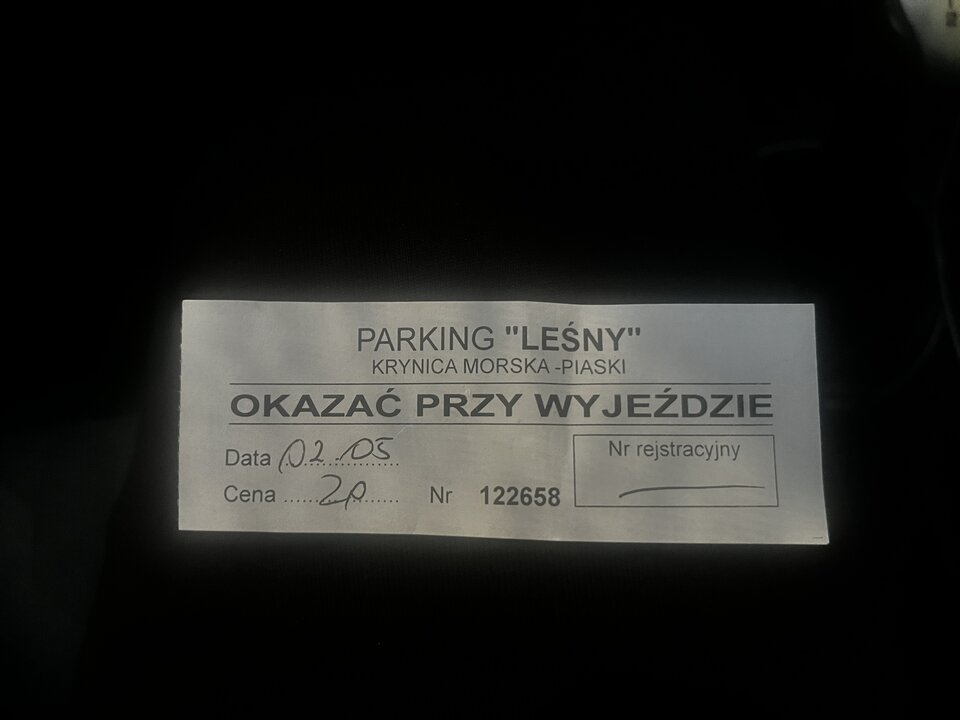 PARKING "LEŚNY"
KRYNICA MORSKA -PIASKI
OKAZAĆ PRZY WYJEŹDZIE
Data 02.05
Cena ...20...
Nr 122658
Nr rejstracyjny